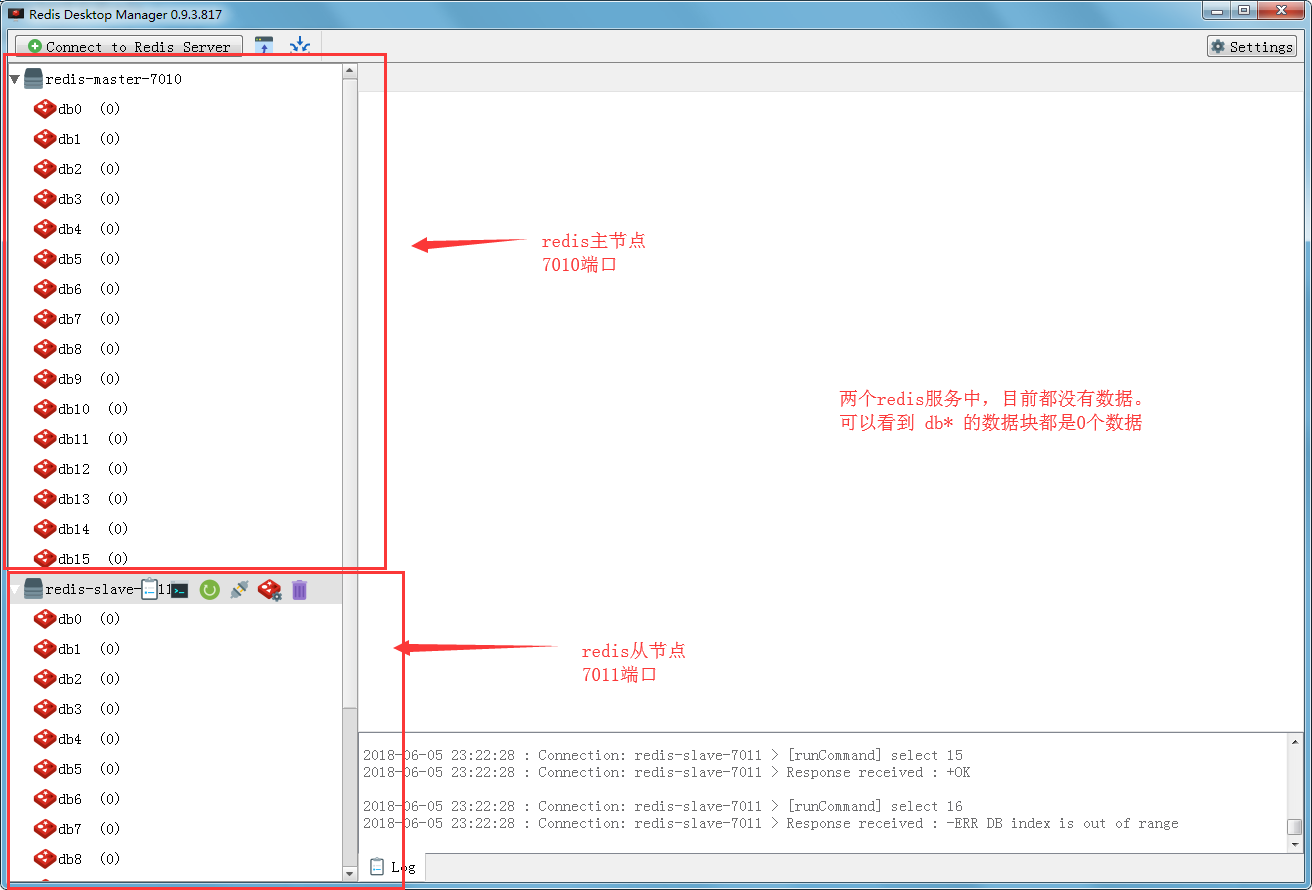 Redis Desktop Manager 0.9.3.817
Connect to Redis Server
Settings
redis-master-7010
db0 (0)
db1 (0)
db2 (0)
db3 (0)
db4 (0)
db5 (0)
db6 (0)
db7 (0)
db8 (0)
db9 (0)
db10 (0)
db11 (0)
db12 (0)
db13 (0)
db14 (0)
db15 (0)
redis-slave-11
db0 (0)
db1 (0)
db2 (0)
db3 (0)
db4 (0)
db5 (0)
db6 (0)
db7 (0)
db8 (0)
redis主节点
7010端口
两个redis服务中，目前都没有数据。
可以看到 db* 的数据块都是0个数据
redis从节点
7011端口
2018-06-05 23:22:28 : Connection: redis-slave-7011 > [runCommand] select 15
2018-06-05 23:22:28 : Connection: redis-slave-7011 > Response received : +OK
2018-06-05 23:22:28 : Connection: redis-slave-7011 > [runCommand] select 16
2018-06-05 23:22:28 : Connection: redis-slave-7011 > Response received : -ERR DB index is out of range
Log